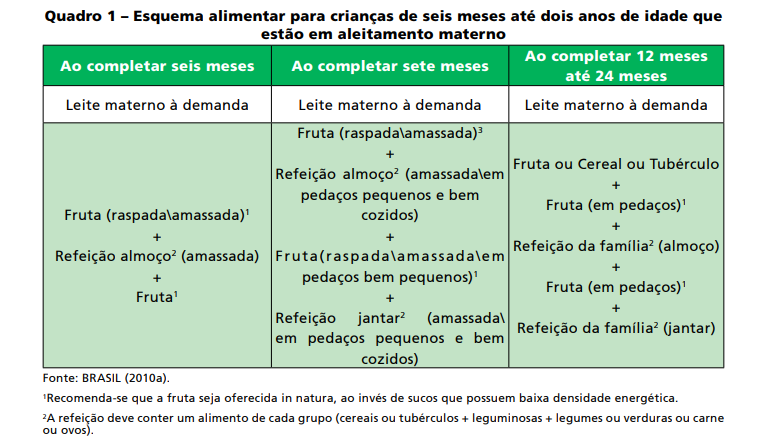 Quadro 1 – Esquema alimentar para crianças de seis meses até dois anos de idade que
estão em aleitamento materno
Ao completar seis meses
Ao completar sete meses
Ao completar 12 meses
até 24 meses
Leite materno à demanda
Leite materno à demanda
Leite materno à demanda
Fruta (raspada\amassada)¹
+
Refeição almoço² (amassada)
+
Fruta¹
Fruta (raspada\amassada)³
+
Refeição almoço² (amassada\em
pedaços pequenos e bem
cozidos)
+
Fruta(raspada\amassada\em
pedaços bem pequenos)¹
+
Refeição jantar² (amassada\
em pedaços pequenos e bem
cozidos)
Fruta ou Cereal ou Tubérculo
+
Fruta (em pedaços)¹
+
Refeição da família² (almoço)
+
Fruta (em pedaços)¹
+
Refeição da família² (jantar)
Fonte: BRASIL (2010a).
¹Recomenda-se que a fruta seja oferecida in natura, ao invés de sucos que possuem baixa densidade energética.
²A refeição deve conter um alimento de cada grupo (cereais ou tubérculos + leguminosas + legumes ou verduras ou carne
ou ovos).